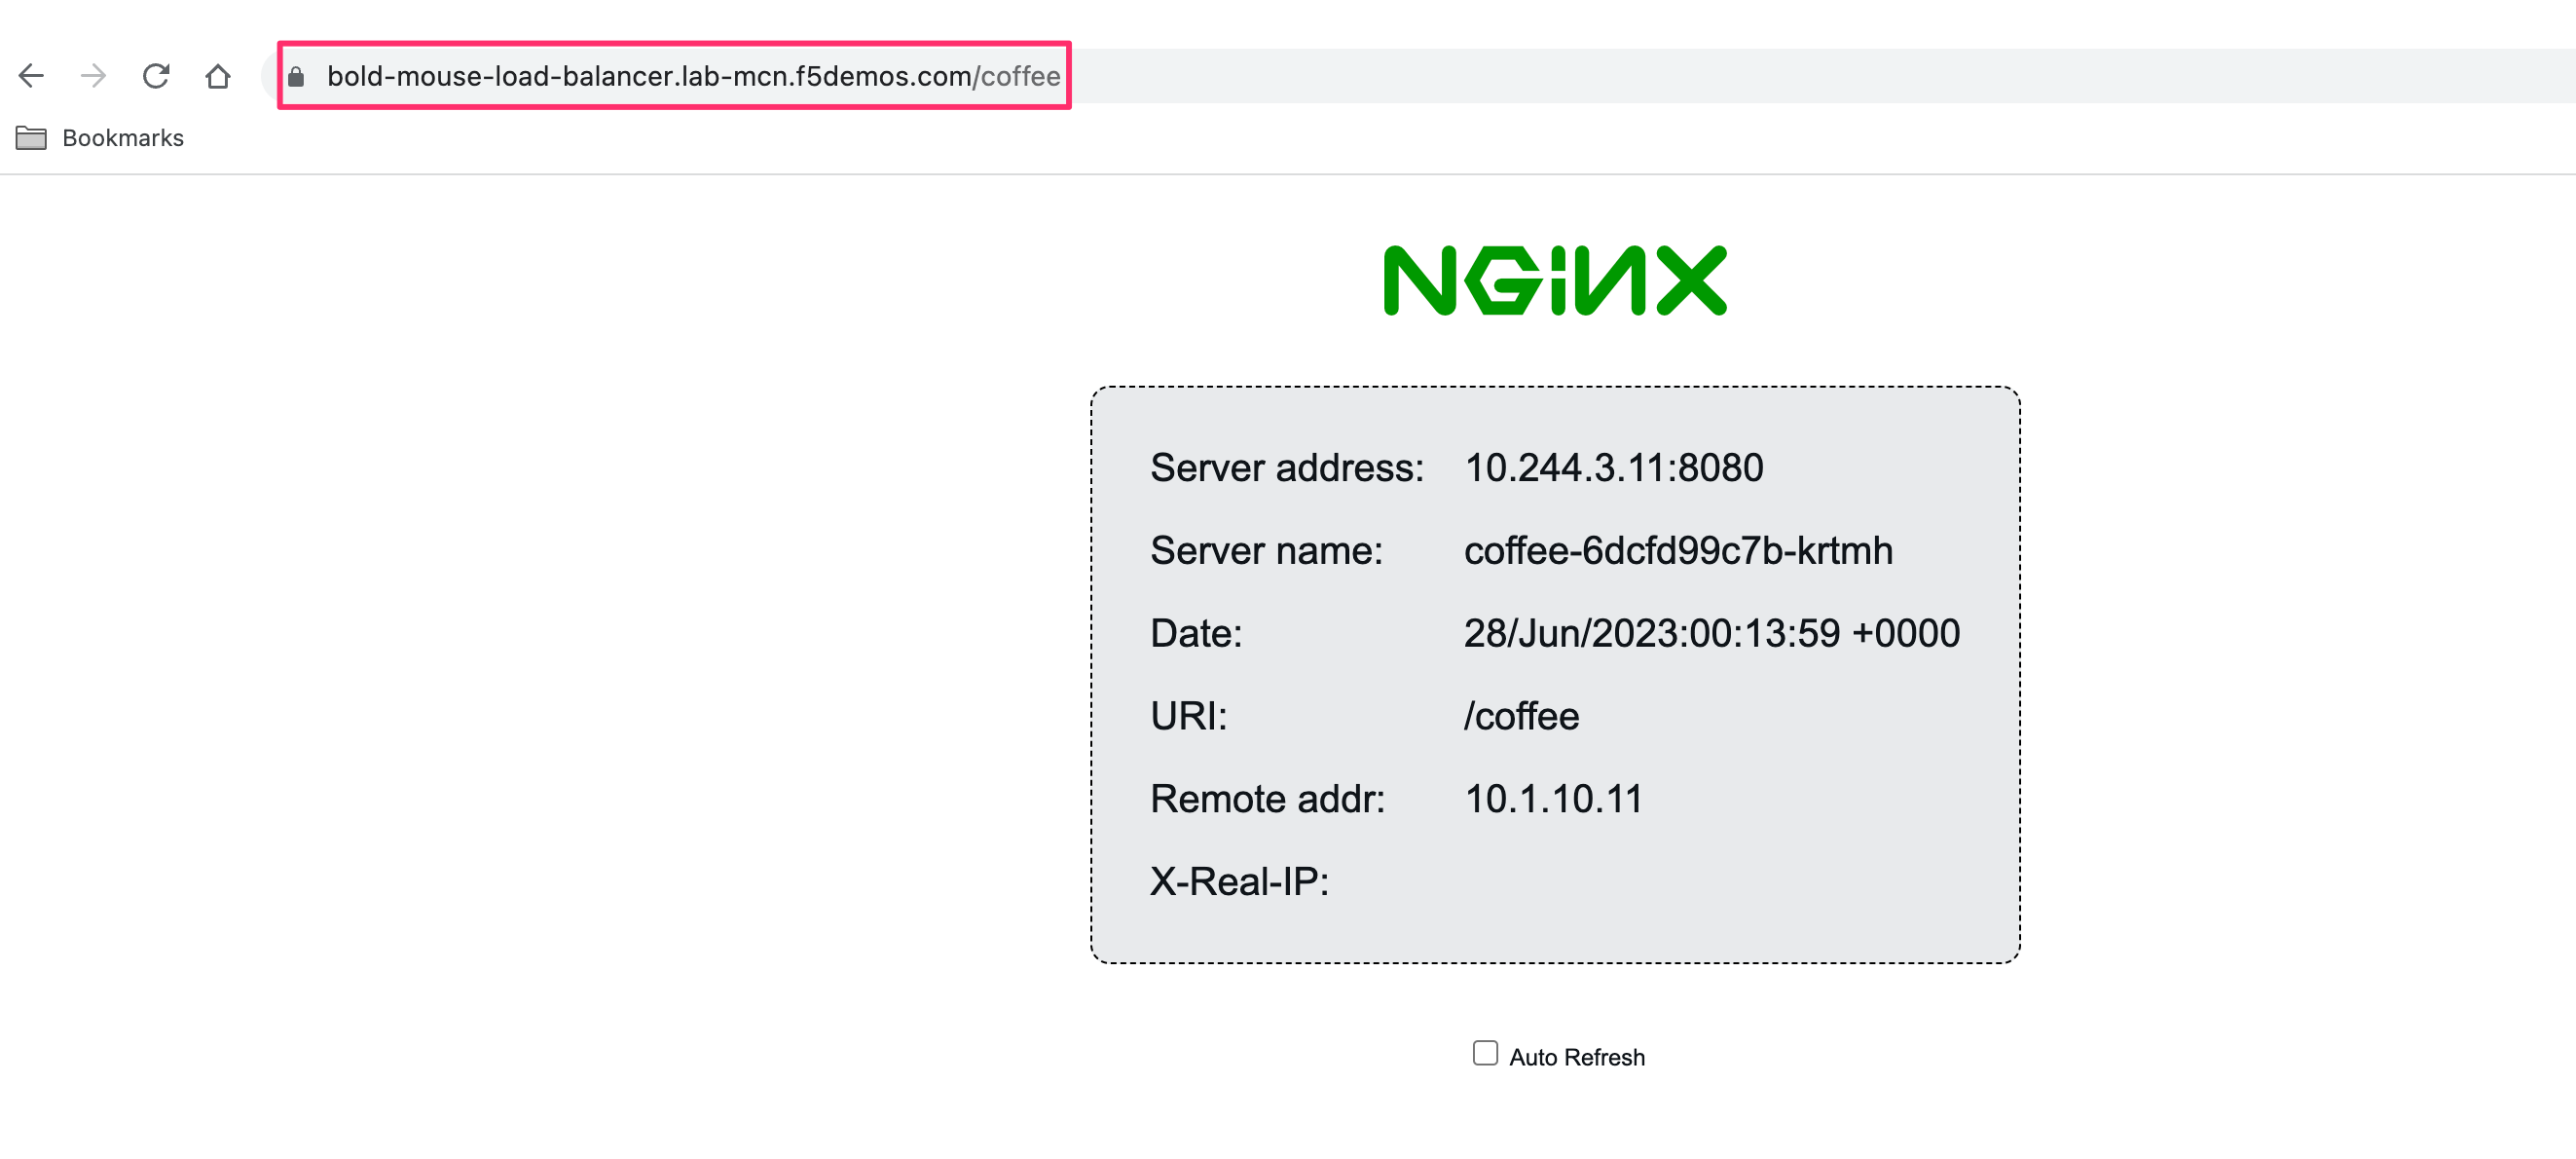 bold-mouse-load-balancer.lab-mcn.f5demos.com/coffee
Bookmarks
NGINX
Server address: 10.244.3.11:8080
Server name: coffee-6dcfd99c7b-krtmh
Date: 28/Jun/2023:00:13:59 +0000
URI: /coffee
Remote addr: 10.1.10.11
X-Real-IP:
Auto Refresh